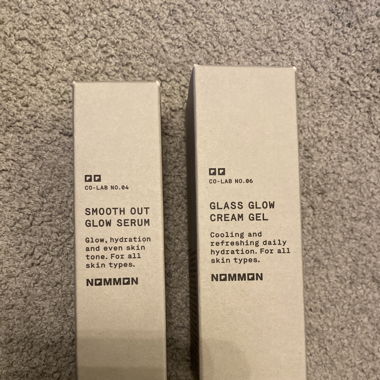 CO-LAB NO.04
SMOOTH OUT
GLOW SERUM
Glow, hydration
and even skin
tone. For all
skin types.
NOMMON
CO-LAB NO.06
GLASS GLOW
CREAM GEL
Cooling and
refreshing daily
hydration. For all
skin types.
NOMMON